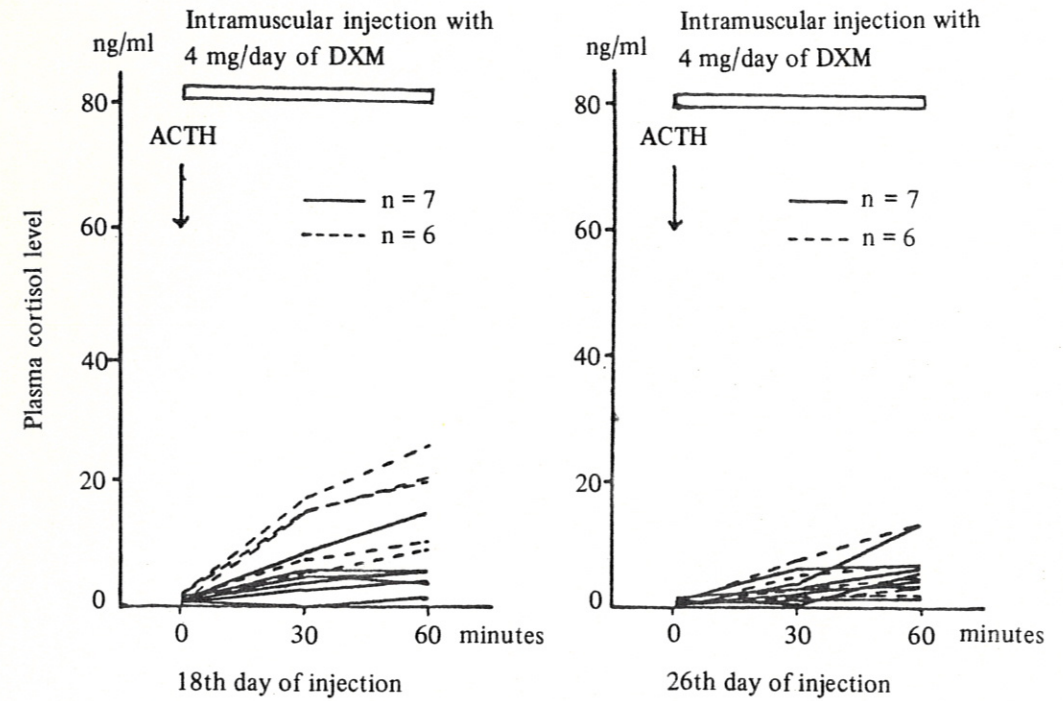 Plasma cortisol level
ng/ml
Intramuscular injection with
4 mg/day of DXM
80
ACTH
n = 7
60
n = 6
40
20
0
0 30 60 minutes
18th day of injection
ng/ml
Intramuscular injection with
4 mg/day of DXM
80
ACTH
n = 7
60
n = 6
40
20
0
0 30 60 minutes
26th day of injection